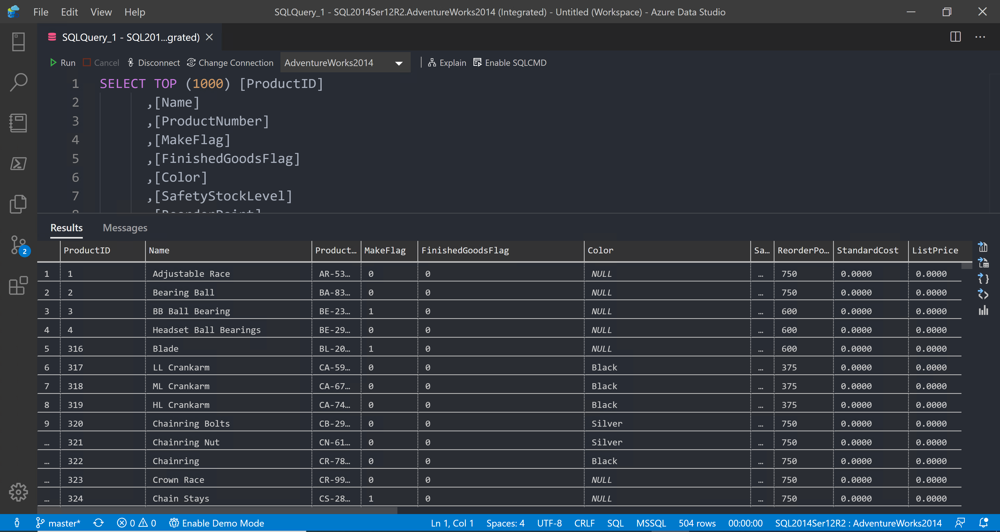 File Edit View Help SQLQuery_1 - SQL2014Ser12R2.AdventureWorks2014 (Integrated) - Untitled (Workspace) - Azure Data Studio
SQLQuery_1 - SQL201...grated)
Run Cancel Disconnect Change Connection AdventureWorks2014 Explain Enable SQLCMD
1 SELECT TOP (1000) [ProductID]
2 ,[Name]
3 ,[ProductNumber]
4 ,[MakeFlag]
5 ,[FinishedGoodsFlag]
6 ,[Color]
7 ,[SafetyStockLevel]
8 ,[ReorderPoint]
Results Messages
ProductID Name Product... MakeFlag FinishedGoodsFlag Color Sa... ReorderPo... StandardCost ListPrice
1 1 Adjustable Race AR-53... 0 0 NULL ... 750 0.0000 0.0000
2 2 Bearing Ball BA-83... 0 0 NULL ... 750 0.0000 0.0000
3 3 BB Ball Bearing BE-23... 1 0 NULL ... 600 0.0000 0.0000
4 4 Headset Ball Bearings BE-29... 0 0 NULL ... 600 0.0000 0.0000
5 316 Blade BL-20... 1 0 NULL ... 600 0.0000 0.0000
6 317 LL Crankarm CA-59... 0 0 Black ... 375 0.0000 0.0000
7 318 ML Crankarm CA-67... 0 0 Black ... 375 0.0000 0.0000
8 319 HL Crankarm CA-74... 0 0 Black ... 375 0.0000 0.0000
9 320 Chainring Bolts CB-29... 0 0 Silver ... 750 0.0000 0.0000
... 321 Chainring Nut CN-61... 0 0 Silver ... 750 0.0000 0.0000
... 322 Chainring CR-78... 0 0 Black ... 750 0.0000 0.0000
... 323 Crown Race CR-99... 0 0 NULL ... 750 0.0000 0.0000
... 324 Chain Stays CS-28... 1 0 NULL ... 750 0.0000 0.0000
2
master* 0 0 Enable Demo Mode Ln 1, Col 1 Spaces: 4 UTF-8 CRLF SQL MSSQL 504 rows 00:00:00 SQL2014Ser12R2 : AdventureWorks2014